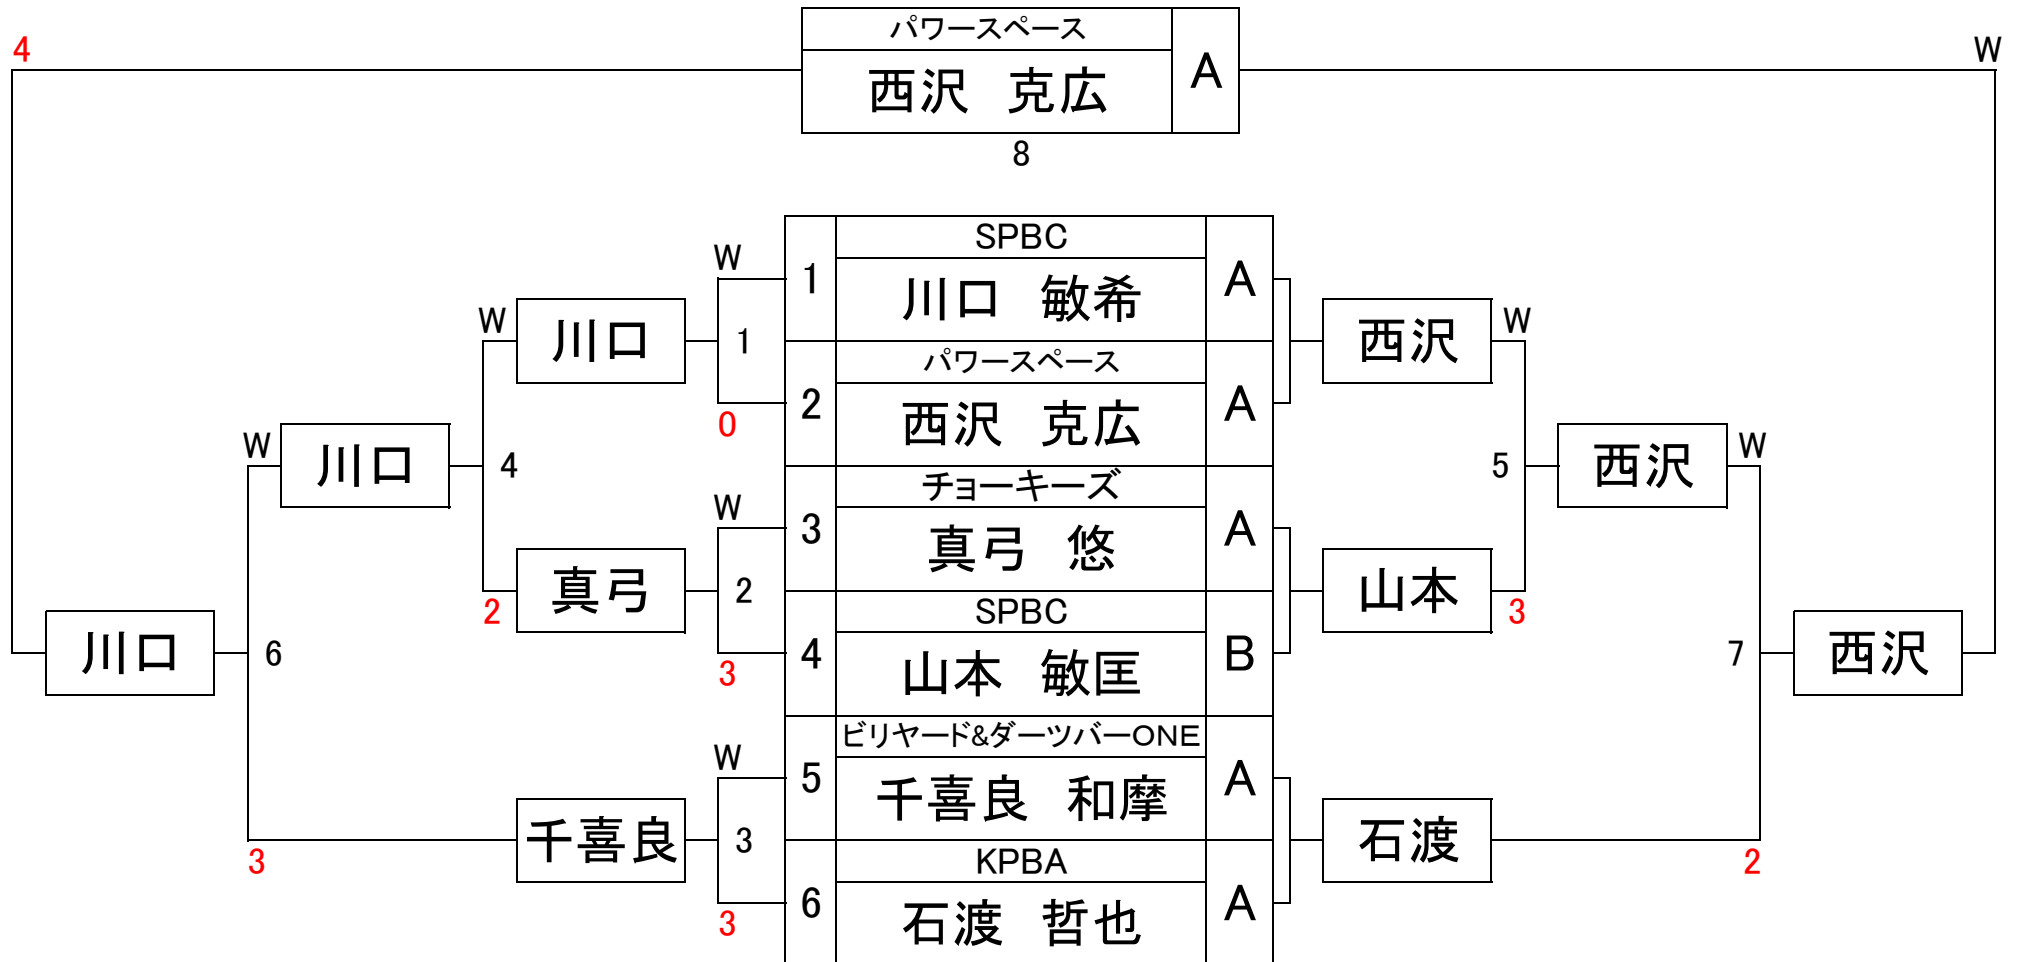 パワースペース
4
W
西沢 克広
A
8
SPBC
W
1
川口 敏希
A
W
川口
1
西沢
W
パワースペース
2
西沢 克広
A
0
W
川口
4
5
西沢
W
チョーキーズ
W
3
真弓 悠
A
真弓
2
山本
2
3
SPBC
川口
6
3
4
山本 敏匡
B
7
西沢
ビリヤード&ダーツバーONE
W
5
千喜良 和摩
A
千喜良
3
石渡
3
2
KPBA
6
石渡 哲也
A
3